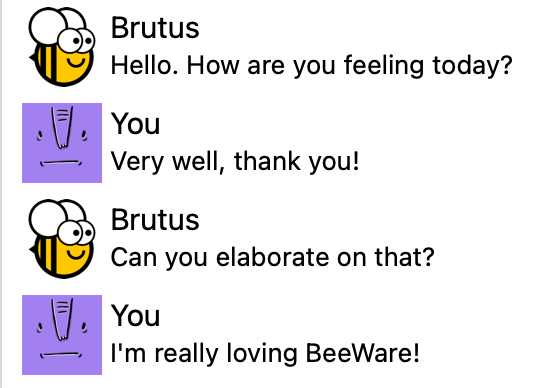 Brutus
Hello. How are you feeling today?
You
Very well, thank you!
Brutus
Can you elaborate on that?
You
I'm really loving BeeWare!